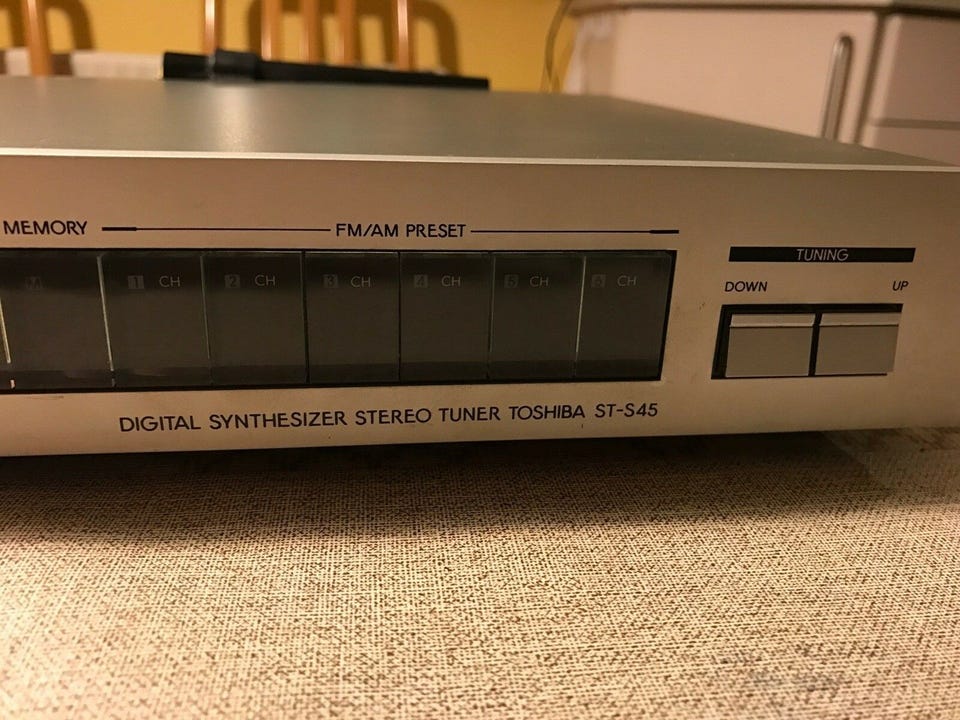 MEMORY FM/AM PRESET
TUNING
DOWN UP
M 1 CH 2 CH 3 CH 4 CH 5 CH 6 CH
DIGITAL SYNTHESIZER STEREO TUNER TOSHIBA ST-S45